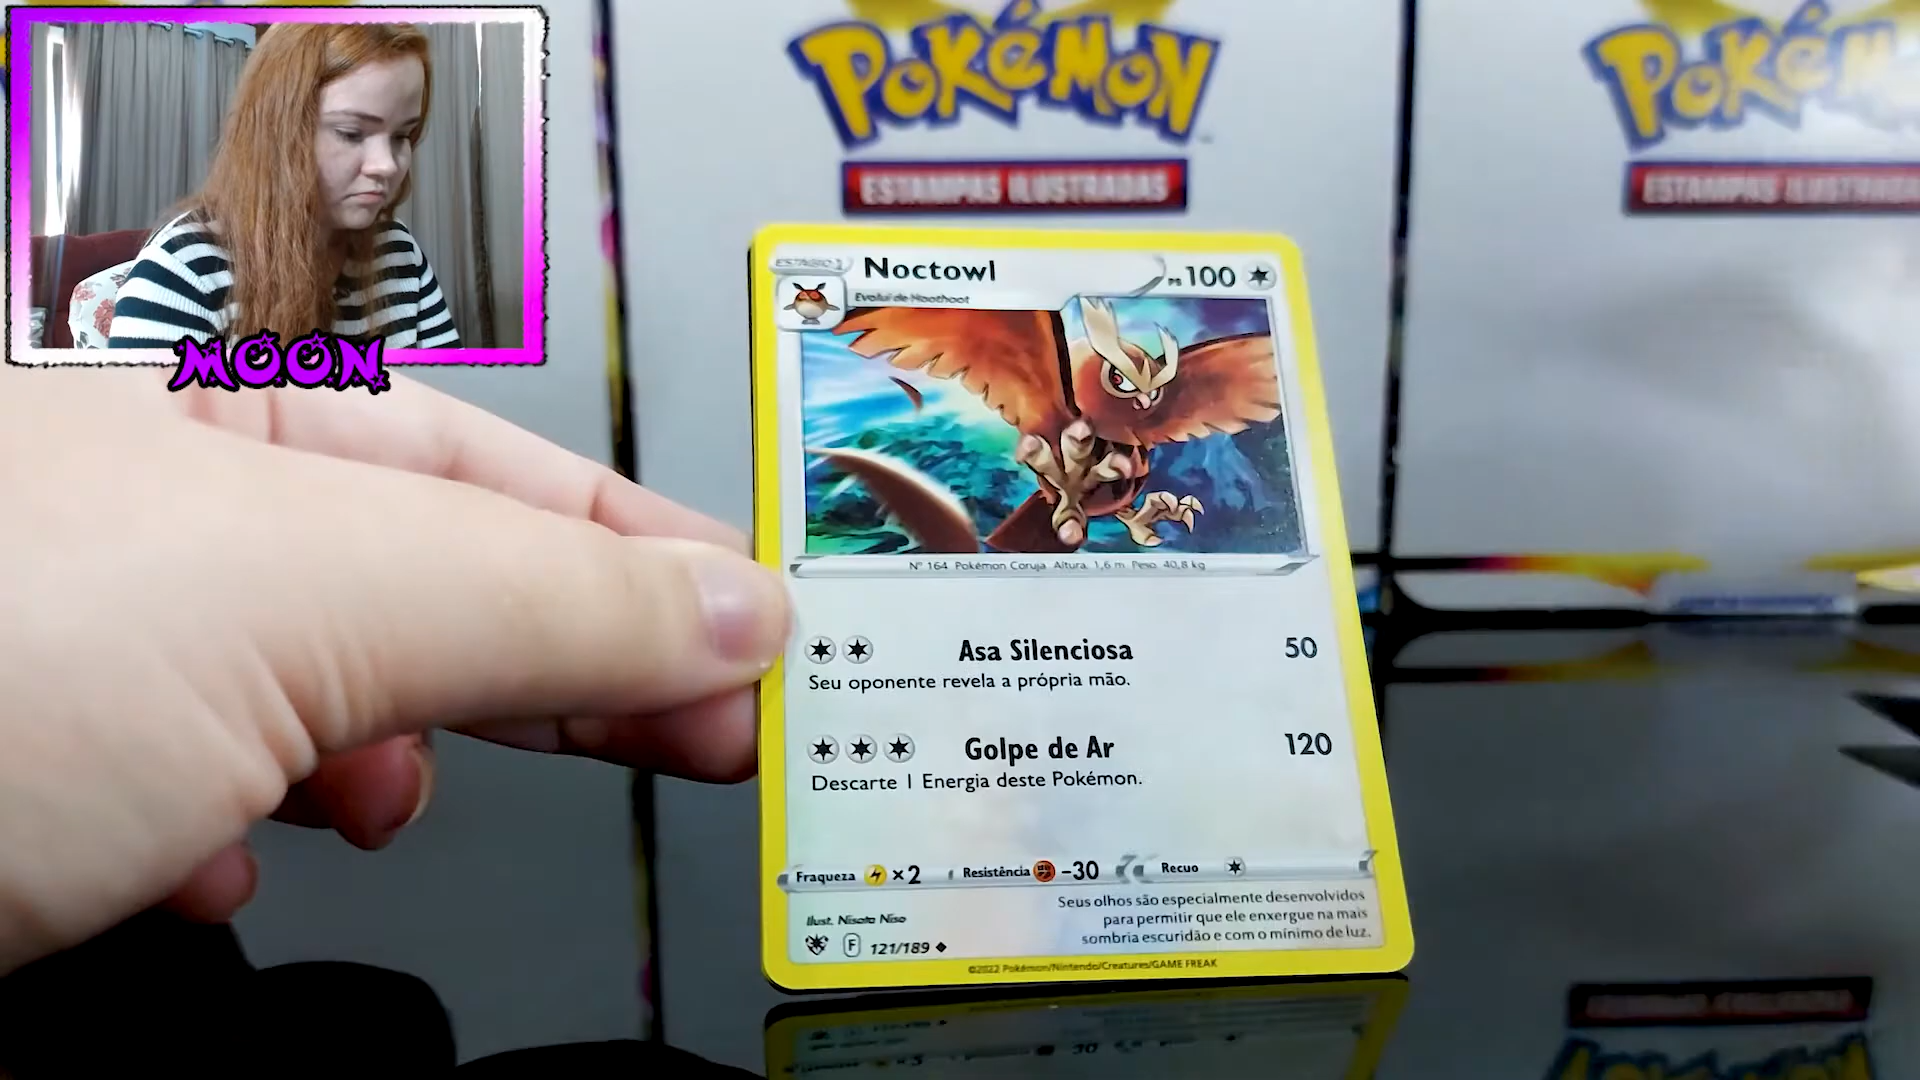 POKÉMON
ESTAMPAS ILUSTRADAS
POKÉM
ESTAMPAS ILUSTRADAS
MOON
ESTÁGIO 1
Noctowl
PS 100
Evolui de Hoothoot
Nº 164 Pokémon Coruja Altura: 1,6 m Peso: 40,8 kg
Asa Silenciosa 50
Seu oponente revela a própria mão.
Golpe de Ar 120
Descarte 1 Energia deste Pokémon.
Fraqueza ×2 Resistência -30 Recuo
Seus olhos são especialmente desenvolvidos
para permitir que ele enxergue na mais
sombria escuridão e com o mínimo de luz.
Ilust. Nisota Niso
F 121/189
©2022 Pokémon/Nintendo/Creatures/GAME FREAK